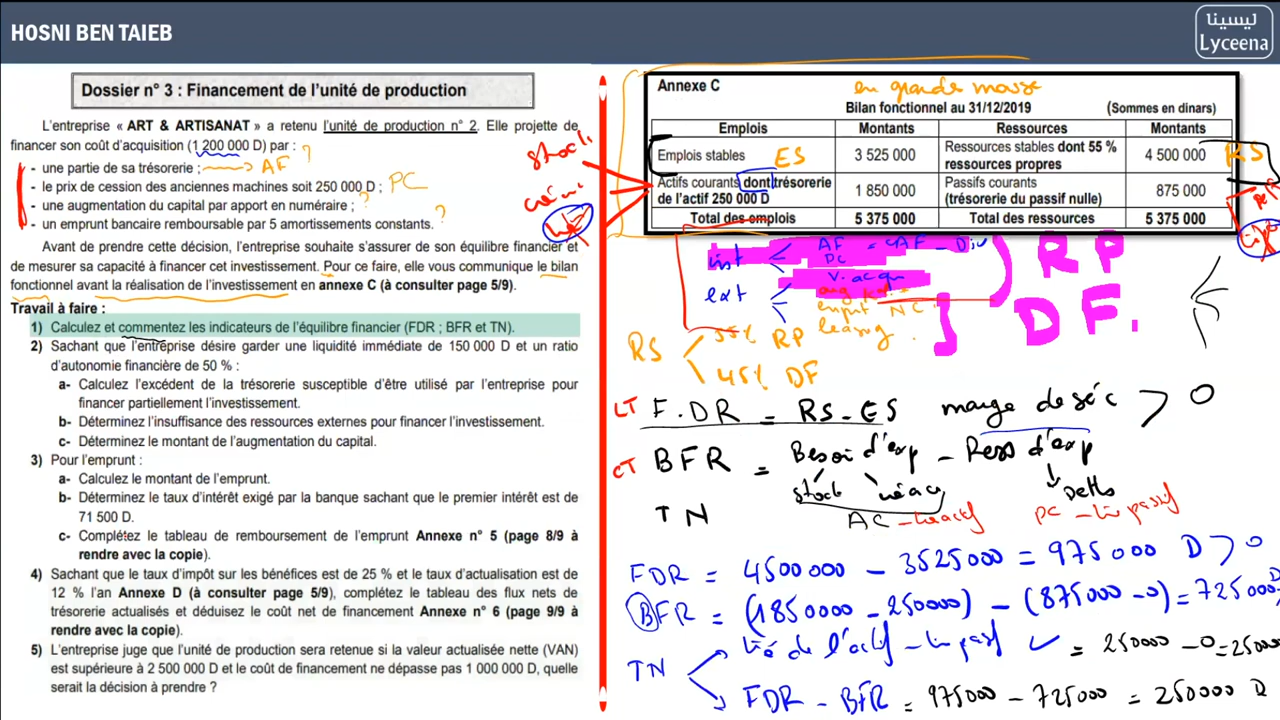 HOSNI BEN TAIEB
ليسينا
Lyceena
Dossier n° 3 : Financement de l'unité de production
L'entreprise « ART & ARTISANAT » a retenu l'unité de production n° 2. Elle projette de
financer son coût d'acquisition (1 200 000 D) par : ?
- une partie de sa trésorerie ; → AF
- le prix de cession des anciennes machines soit 250 000 D ; PC
- une augmentation du capital par apport en numéraire ; ?
- un emprunt bancaire remboursable par 5 amortissements constants. ?
Avant de prendre cette décision, l'entreprise souhaite s'assurer de son équilibre financier et
de mesurer sa capacité à financer cet investissement. Pour ce faire, elle vous communique le bilan
fonctionnel avant la réalisation de l'investissement en annexe C (à consulter page 5/9).
Travail à faire :
1) Calculez et commentez les indicateurs de l'équilibre financier (FDR ; BFR et TN).
2) Sachant que l'entreprise désire garder une liquidité immédiate de 150 000 D et un ratio
d'autonomie financière de 50 % :
a- Calculez l'excédent de la trésorerie susceptible d'être utilisé par l'entreprise pour
financer partiellement l'investissement.
b- Déterminez l'insuffisance des ressources externes pour financer l'investissement.
c- Déterminez le montant de l'augmentation du capital.
3) Pour l'emprunt :
a- Calculez le montant de l'emprunt.
b- Déterminez le taux d'intérêt exigé par la banque sachant que le premier intérêt est de
71 500 D.
c- Complétez le tableau de remboursement de l'emprunt Annexe n° 5 (page 8/9 à
rendre avec la copie).
4) Sachant que le taux d'impôt sur les bénéfices est de 25 % et le taux d'actualisation est de
12 % l'an Annexe D (à consulter page 5/9), complétez le tableau des flux nets de
trésorerie actualisés et déduisez le coût net de financement Annexe n° 6 (page 9/9 à
rendre avec la copie).
5) L'entreprise juge que l'unité de production sera retenue si la valeur actualisée nette (VAN)
est supérieure à 2 500 000 D et le coût de financement ne dépasse pas 1 000 000 D, quelle
serait la décision à prendre ?
Annexe C
en grande masse
Bilan fonctionnel au 31/12/2019 (Sommes en dinars)
Emplois Montants Ressources Montants
Emplois stables ES 3 525 000 Ressources stables dont 55 % ressources propres 4 500 000 RS
Actifs courants dont trésorerie de l'actif 250 000 D 1 850 000 Passifs courants (trésorerie du passif nulle) 875 000
Total des emplois 5 375 000 Total des ressources 5 375 000
stock
int AF = CAF - Div
PC
ext
RP
DF.
RS 55% RP
45% DF
LT F.DR = RS - ES marge de séc > 0
CT BFR = Besoi d'exp - Ress d'exp
stock Dettes
TN AC PC
FDR = 4500000 - 3525000 = 975000 D > 0
BFR = (1850000 - 250000) - (875000 - 0) = 725000 D
TN = 250000 - 0 = 25000
FDR - BFR = 975000 - 725000 = 250000 D